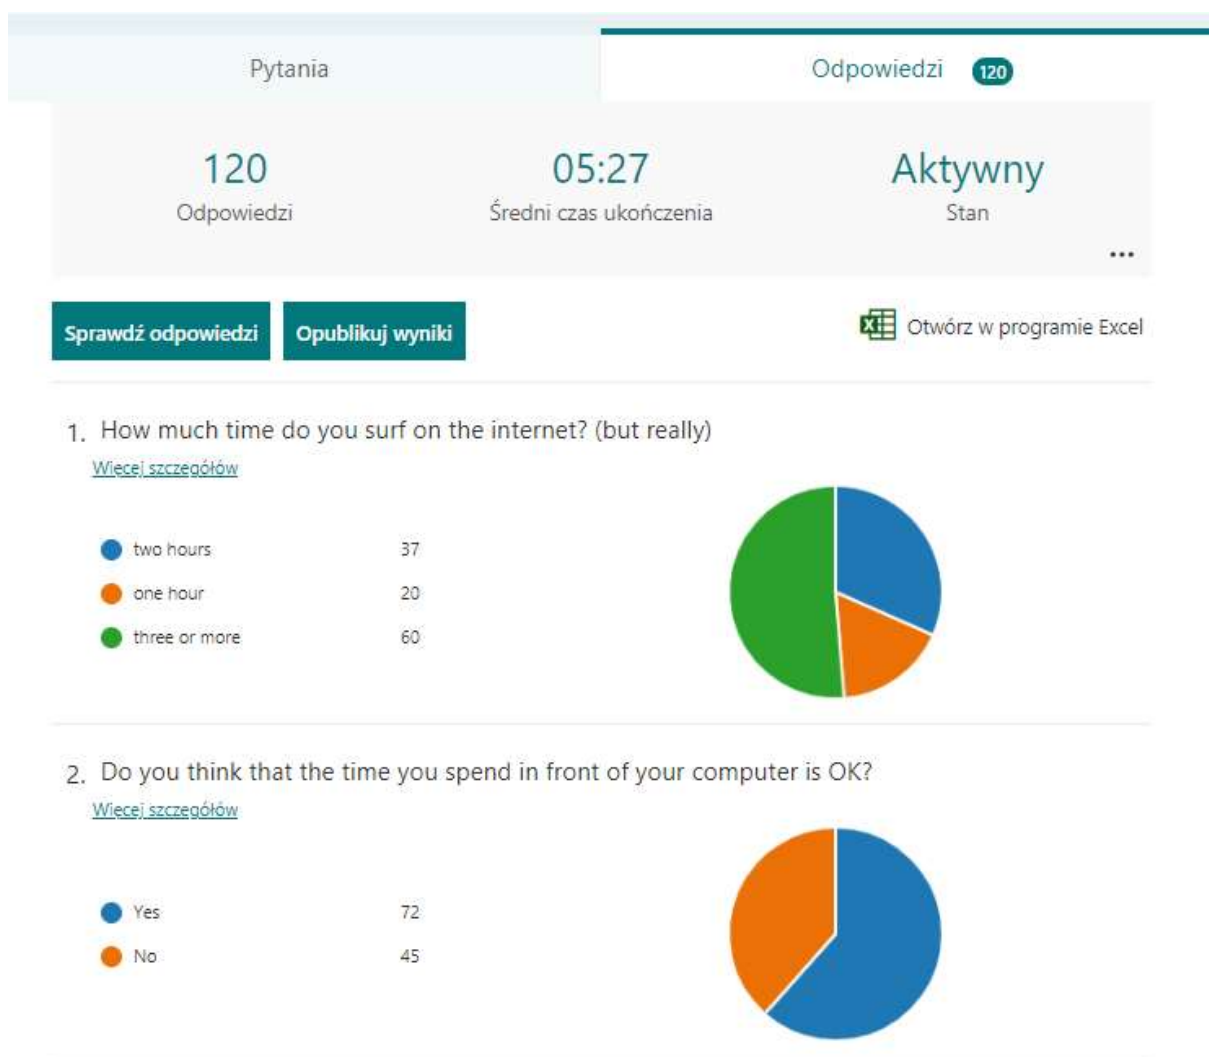 Pytania
Odpowiedzi 120
120 05:27 Aktywny
Odpowiedzi Średni czas ukończenia Stan
...
Sprawdź odpowiedzi Opublikuj wyniki Otwórz w programie Excel
1. How much time do you surf on the internet? (but really)
Więcej szczegółów
two hours 37
one hour 20
three or more 60
2. Do you think that the time you spend in front of your computer is OK?
Więcej szczegółów
Yes 72
No 45